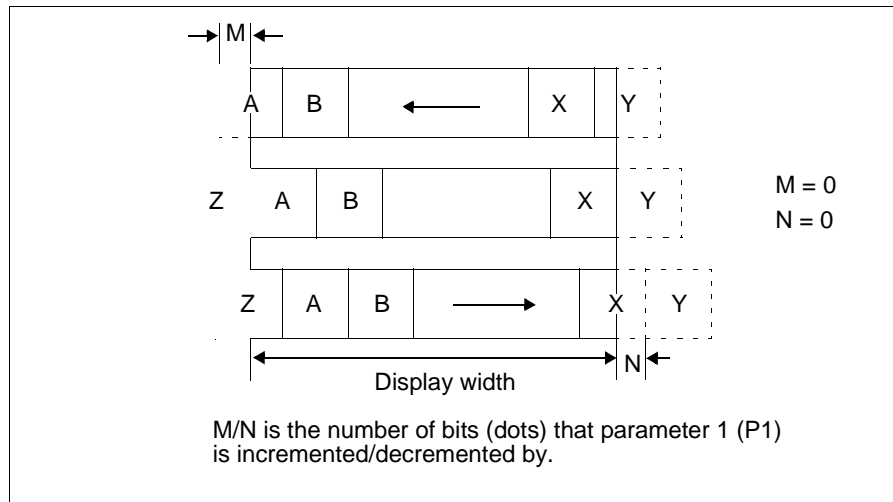 M
A B X Y
Z A B X Y
M = 0
N = 0
Z A B X Y
N
Display width
M/N is the number of bits (dots) that parameter 1 (P1)
is incremented/decremented by.